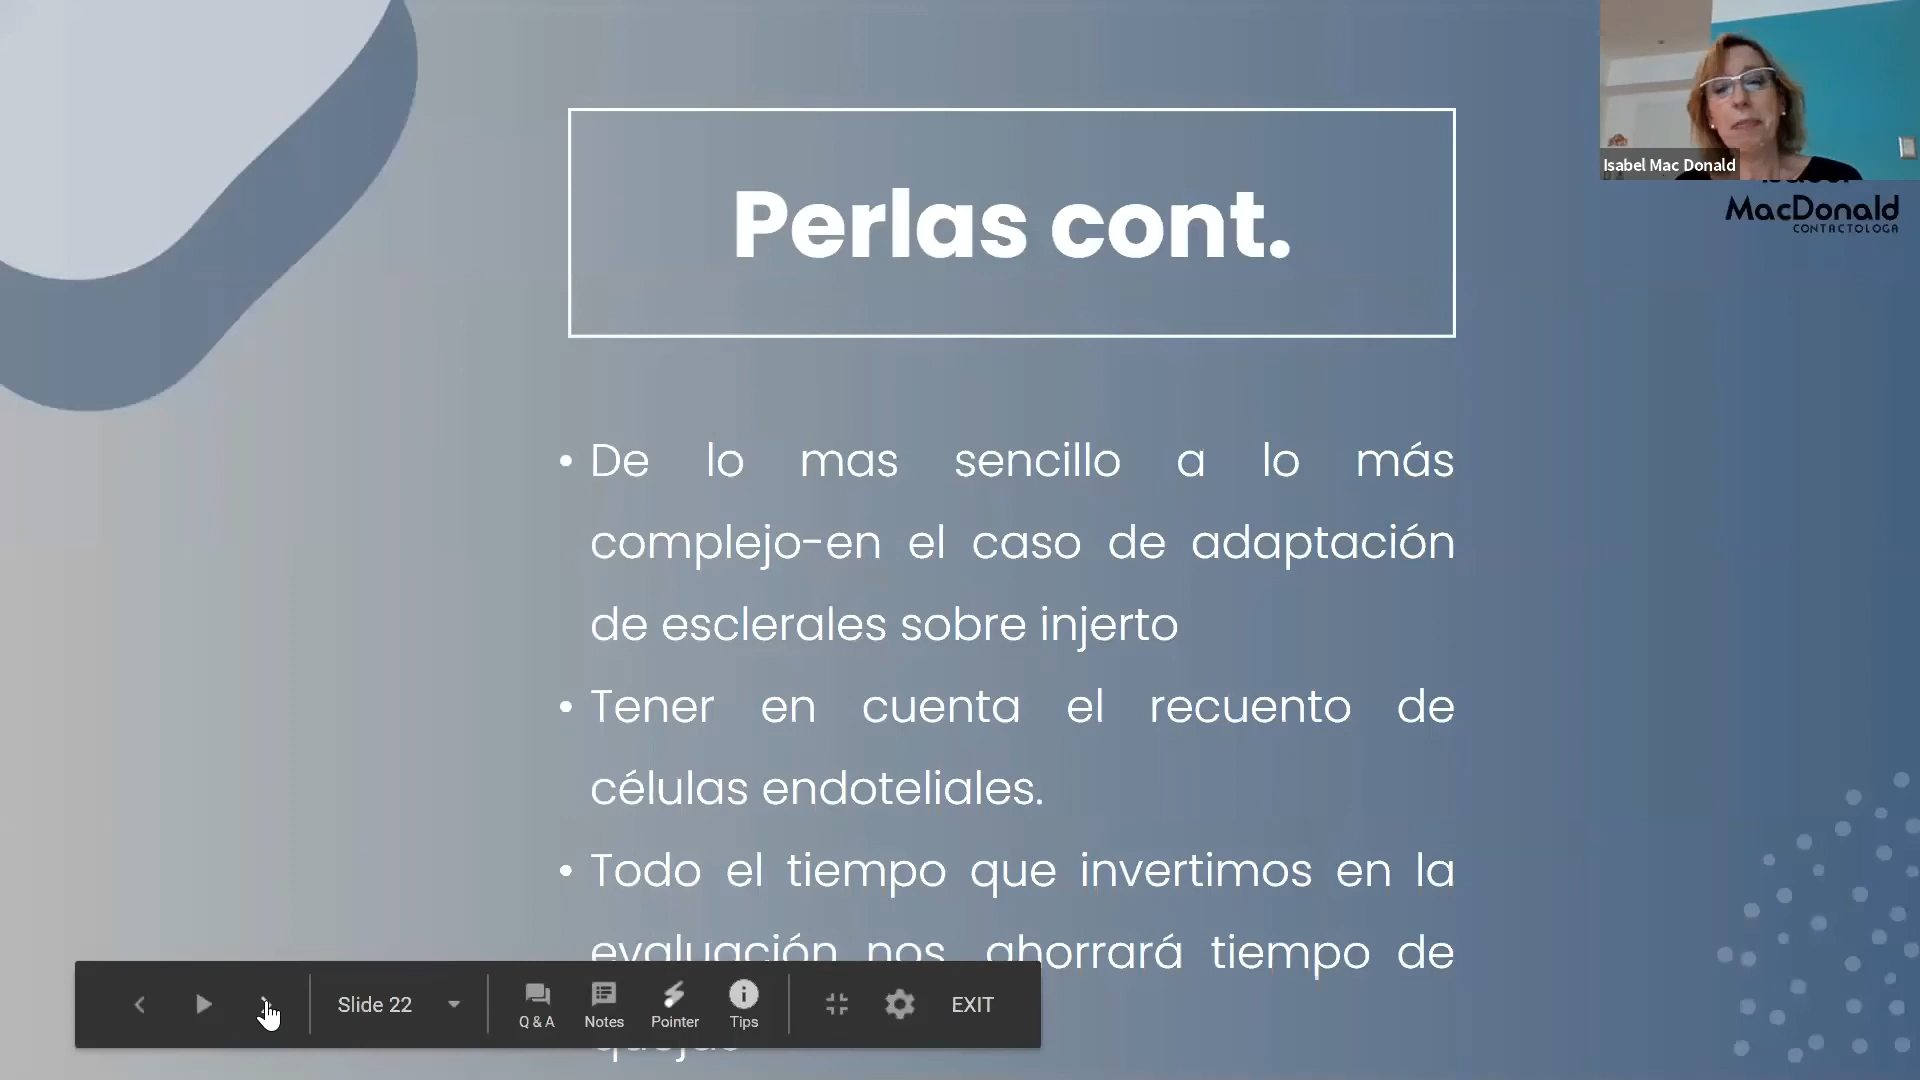 Perlas cont.
Isabel Mac Donald
MacDonald
CONTACTOLOGA
• De lo mas sencillo a lo más
complejo-en el caso de adaptación
de esclerales sobre injerto
• Tener en cuenta el recuento de
células endoteliales.
• Todo el tiempo que invertimos en la
evaluación nos ahorrará tiempo de
Slide 22
Q & A
Notes
Pointer
Tips
EXIT